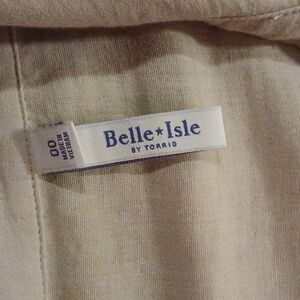 Belle★Isle
BY TORRID
00
MADE IN
VIETNAM